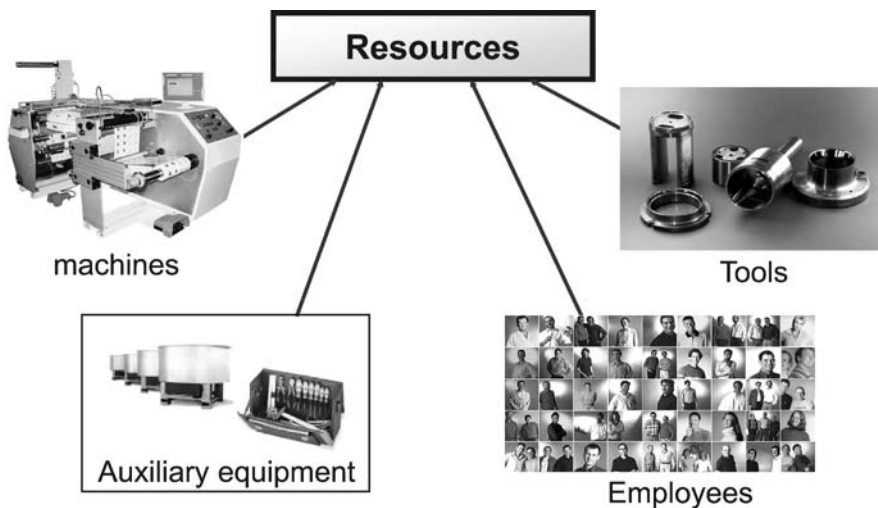 Resources
machines
Tools
Auxiliary equipment
Employees